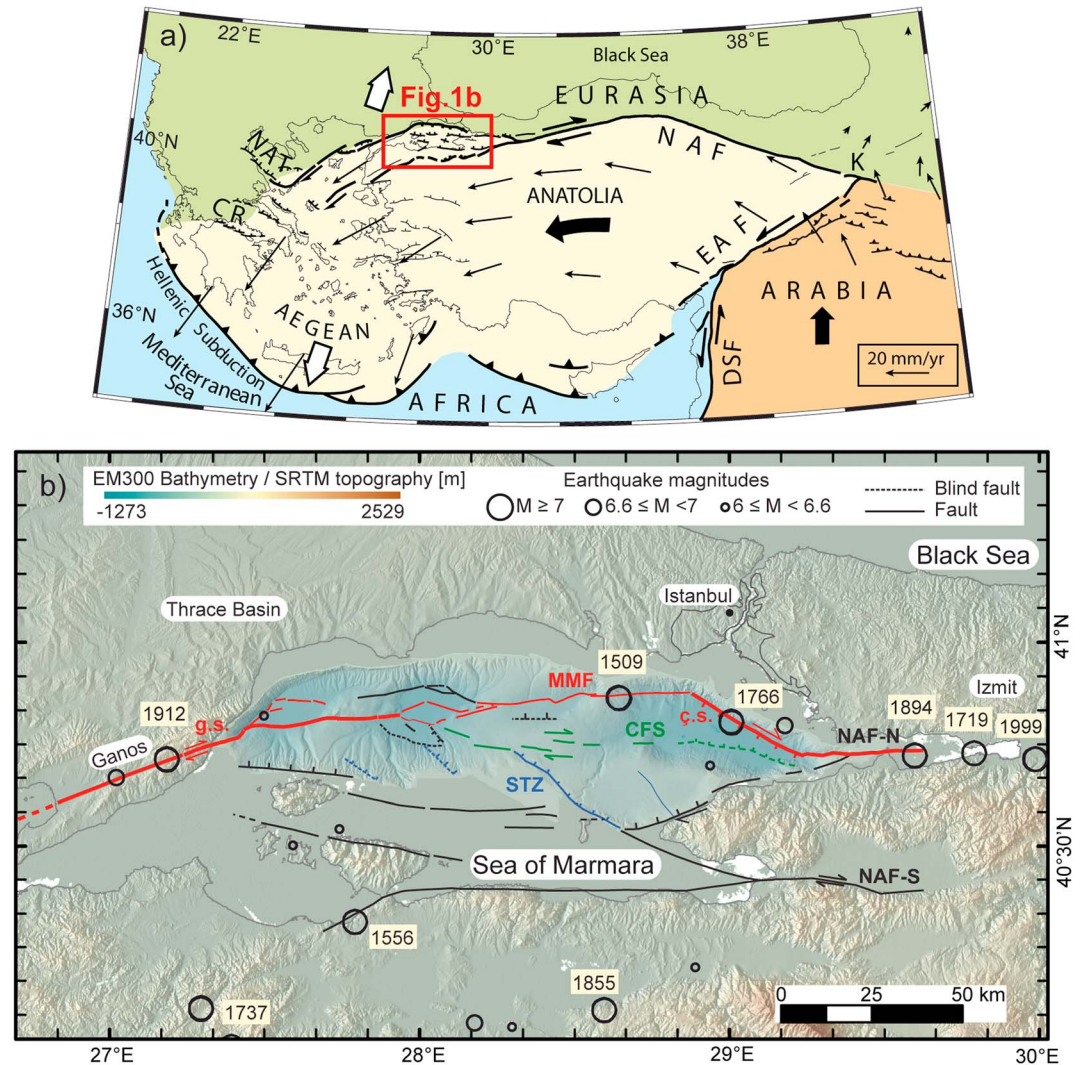 a)
22°E
30°E
38°E
Black Sea
Fig.1b
EURASIA
40°N
NAT
NAF
K
CR
ANATOLIA
EAF
Hellenic Subduction
36°N
AEGEAN
ARABIA
Mediterranean
Sea
DSF
20 mm/yr
AFRICA
b)
EM300 Bathymetry / SRTM topography [m]
-1273
2529
Earthquake magnitudes
M ≥ 7
6.6 ≤ M <7
6 ≤ M < 6.6
Blind fault
Fault
Black Sea
Thrace Basin
Istanbul
41°N
1509
MMF
1766
Izmit
1912
g.s.
ç.s.
1894
1719
1999
CFS
NAF-N
Ganos
STZ
40°30'N
Sea of Marmara
NAF-S
1556
1855
1737
0
25
50 km
27°E
28°E
29°E
30°E